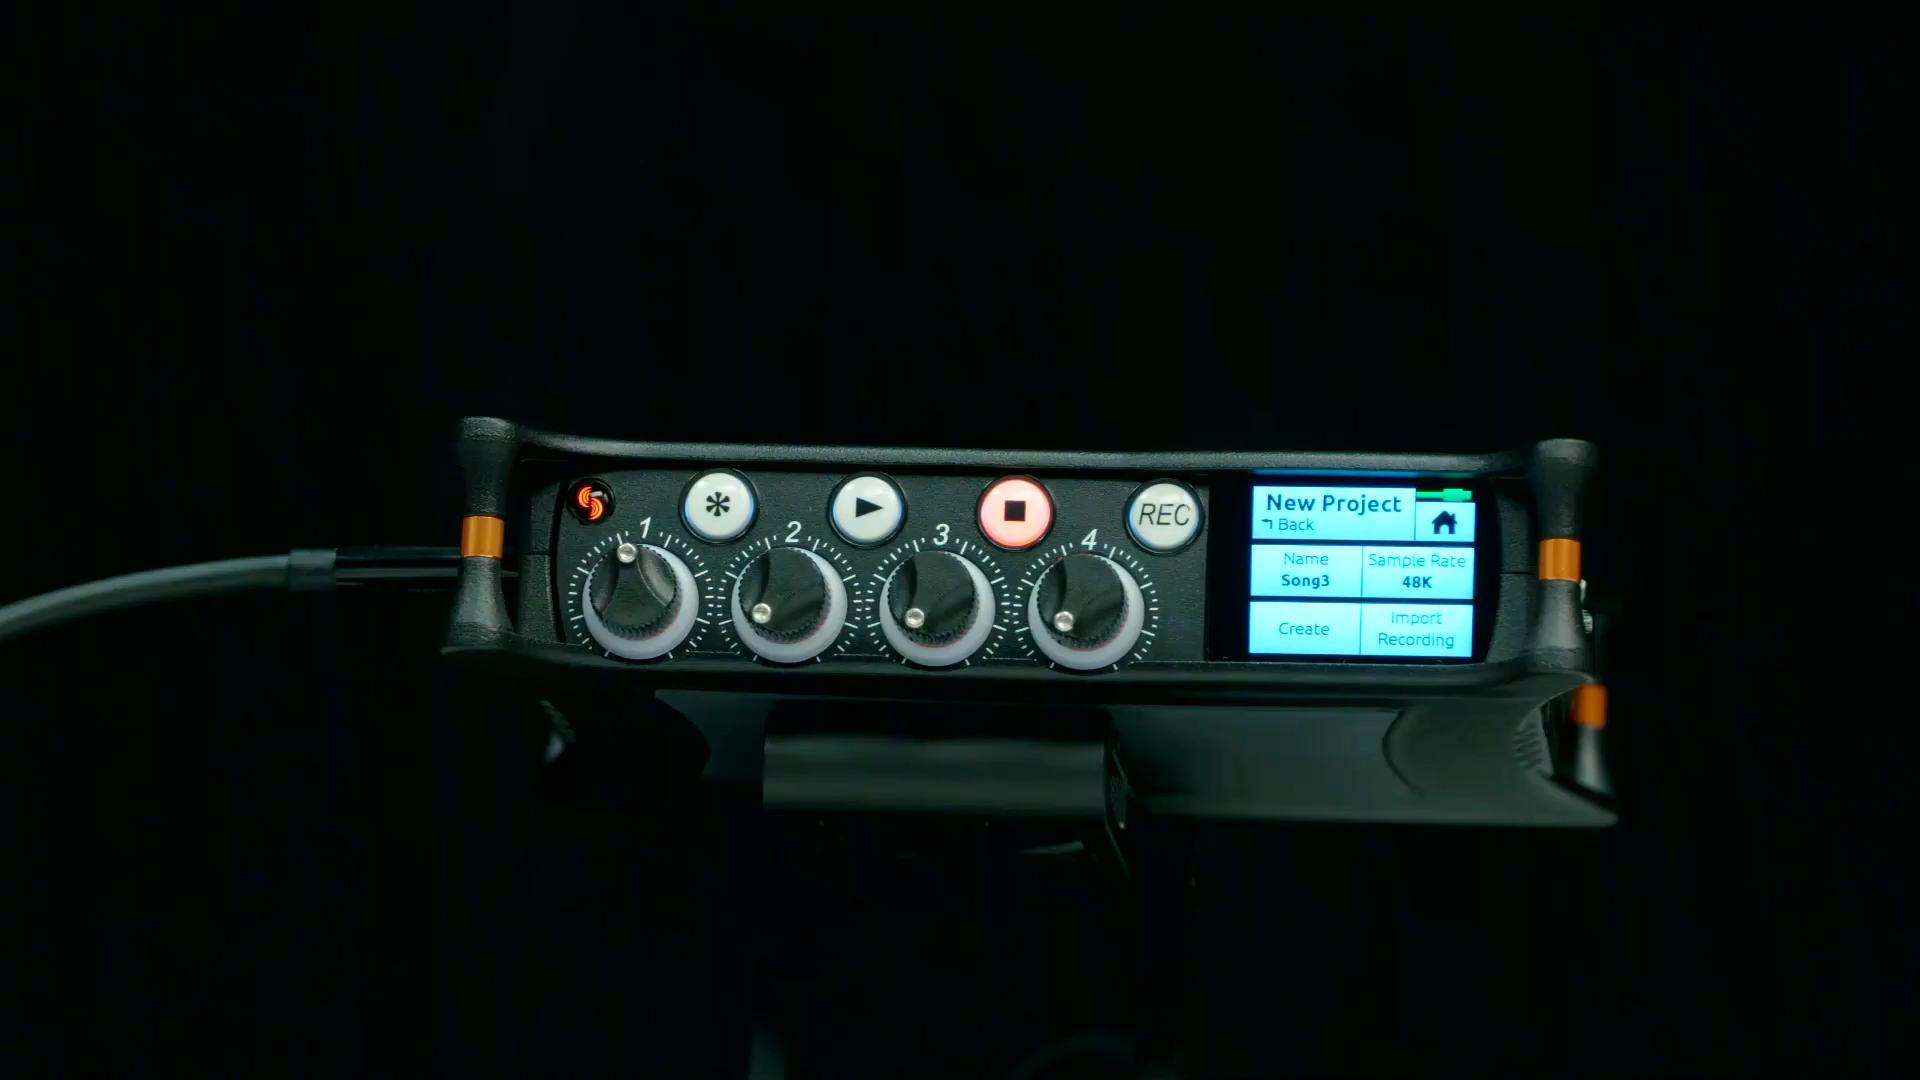 1
2
3
4
REC
New Project
Back
Name
Song3
Sample Rate
48K
Create
Import
Recording